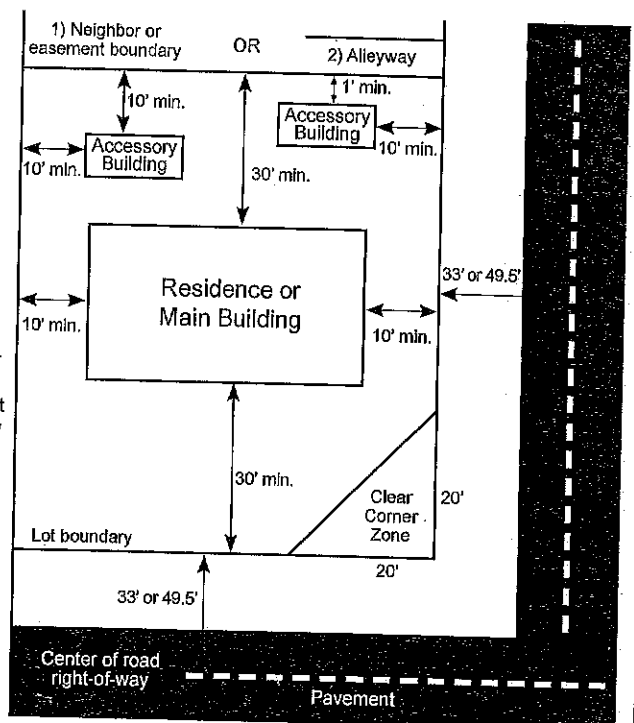 1) Neighbor or
easement boundary
OR
2) Alleyway
10' min.
1' min.
Accessory
Building
Accessory
Building
10' min.
10' min.
30' min.
33' or 49.5'
Residence or
Main Building
10' min.
10' min.
30' min.
Clear
Corner
Zone
20'
Lot boundary
20'
33' or 49.5'
Center of road
right-of-way
Pavement